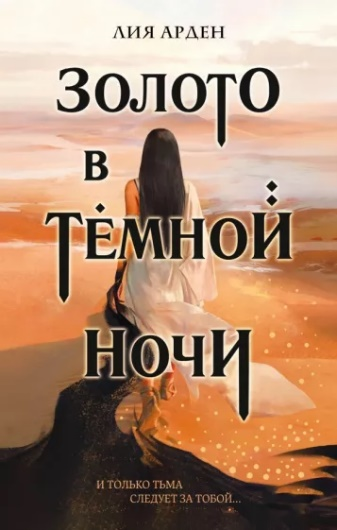 ЛИЯ АРДЕН
ЗОЛОТО
В
ТЁМНОЙ
НОЧИ
И ТОЛЬКО ТЬМА
СЛЕДУЕТ ЗА ТОБОЙ...